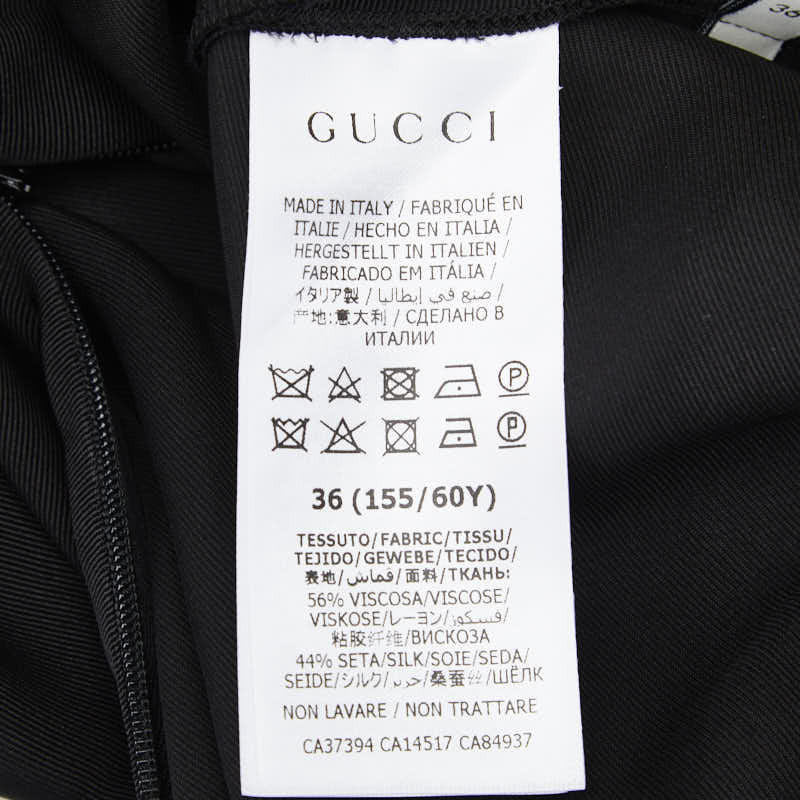 36
GUCCI
MADE IN ITALY / FABRIQUÉ EN
ITALIE / HECHO EN ITALIA /
HERGESTELLT IN ITALIEN /
FABRICADO EM ITÁLIA /
イタリア製 / صنع في إيطاليا /
产地:意大利 / СДЕЛАНО В
ИТАЛИИ
P
P
36 (155/60Y)
TESSUTO/FABRIC/TISSU/
TEJIDO/GEWEBE/TECIDO/
表地/قماش/面料/ТКАНЬ:
56% VISCOSA/VISCOSE/
VISKOSE/レーヨン/فسكوز/
粘胶纤维/ВИСКОЗА
44% SETA/SILK/SOIE/SEDA/
SEIDE/シルク/حرير/桑蚕丝/ШЁЛК
NON LAVARE / NON TRATTARE
CA37394 CA14517 CA84937